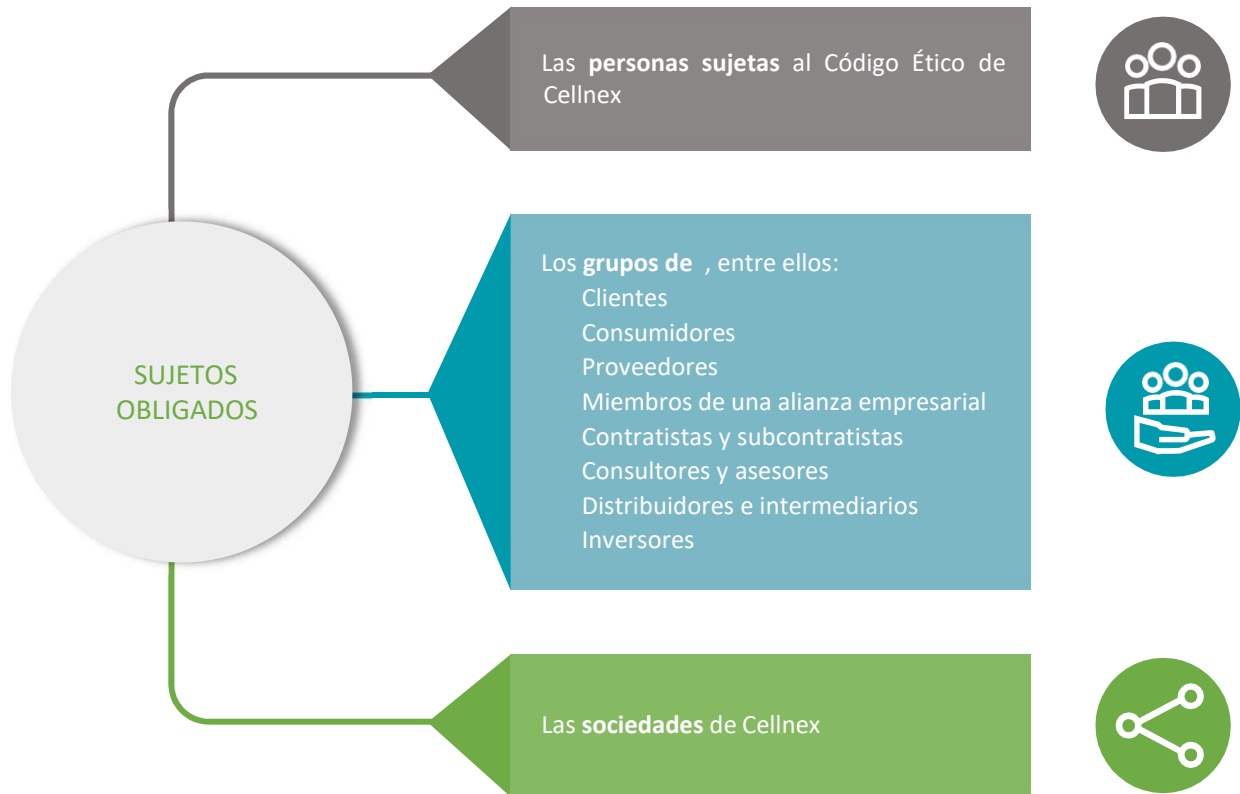 Las personas sujetas al Código Ético de
Cellnex
SUJETOS
OBLIGADOS
Los grupos de , entre ellos:
Clientes
Consumidores
Proveedores
Miembros de una alianza empresarial
Contratistas y subcontratistas
Consultores y asesores
Distribuidores e intermediarios
Inversores
Las sociedades de Cellnex